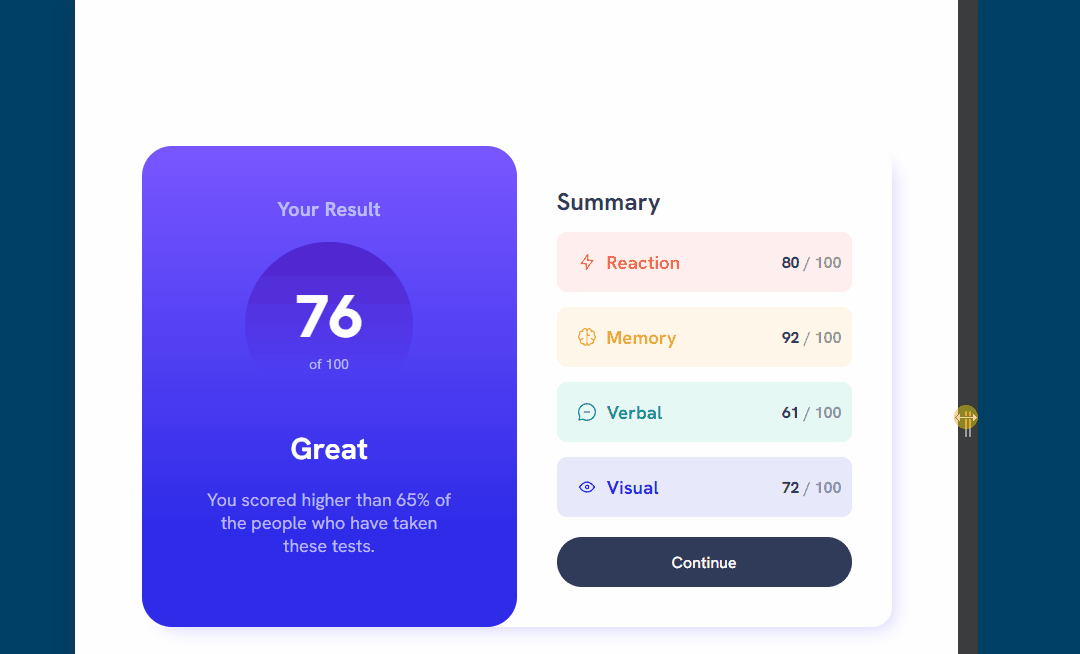 Your Result
76
of 100
Great
You scored higher than 65% of
the people who have taken
these tests.
Summary
Reaction 80 / 100
Memory 92 / 100
Verbal 61 / 100
Visual 72 / 100
Continue